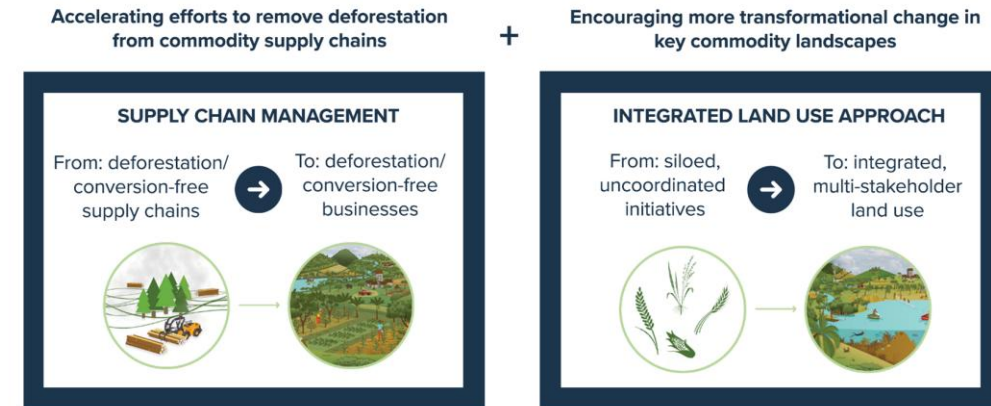 Accelerating efforts to remove deforestation
from commodity supply chains
+
Encouraging more transformational change in
key commodity landscapes
SUPPLY CHAIN MANAGEMENT
From: deforestation/
conversion-free
supply chains
To: deforestation/
conversion-free
businesses
INTEGRATED LAND USE APPROACH
From: siloed,
uncoordinated
initiatives
To: integrated,
multi-stakeholder
land use